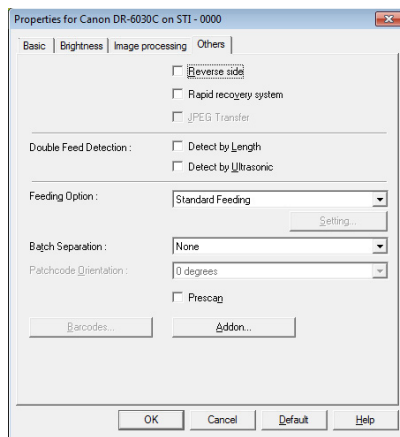 Properties for Canon DR-6030C on STI - 0000
Basic Brightness Image processing Others
Reverse side
Rapid recovery system
JPEG Transfer
Double Feed Detection : Detect by Length
Detect by Ultrasonic
Feeding Option : Standard Feeding
Setting...
Batch Separation : None
Patchcode Orientation : 0 degrees
Prescan
Barcodes... Addon...
OK Cancel Default Help